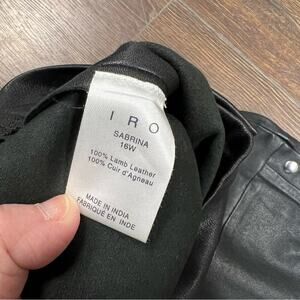 IRO
SABRINA
16W
100% Lamb Leather
100% Cuir d'Agneau
MADE IN INDIA
FABRIQUÉ EN INDE